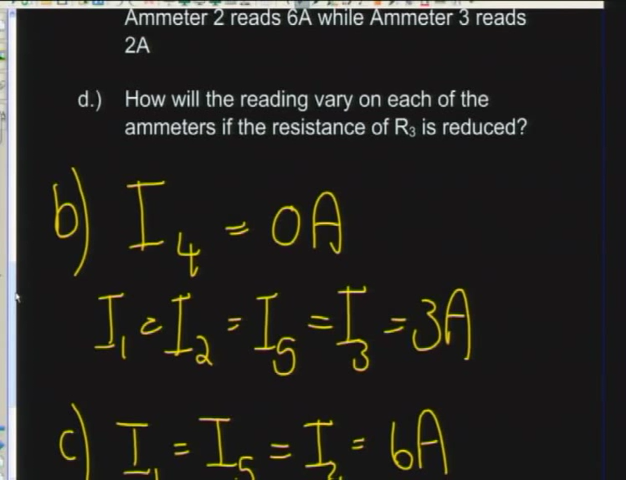 Ammeter 2 reads 6A while Ammeter 3 reads
2A
d.) How will the reading vary on each of the
ammeters if the resistance of R₃ is reduced?
b) I₄ = 0A
I₁ = I₂ = I₅ = I₃ = 3A
c) I₁ = I₅ = I₂ = 6A